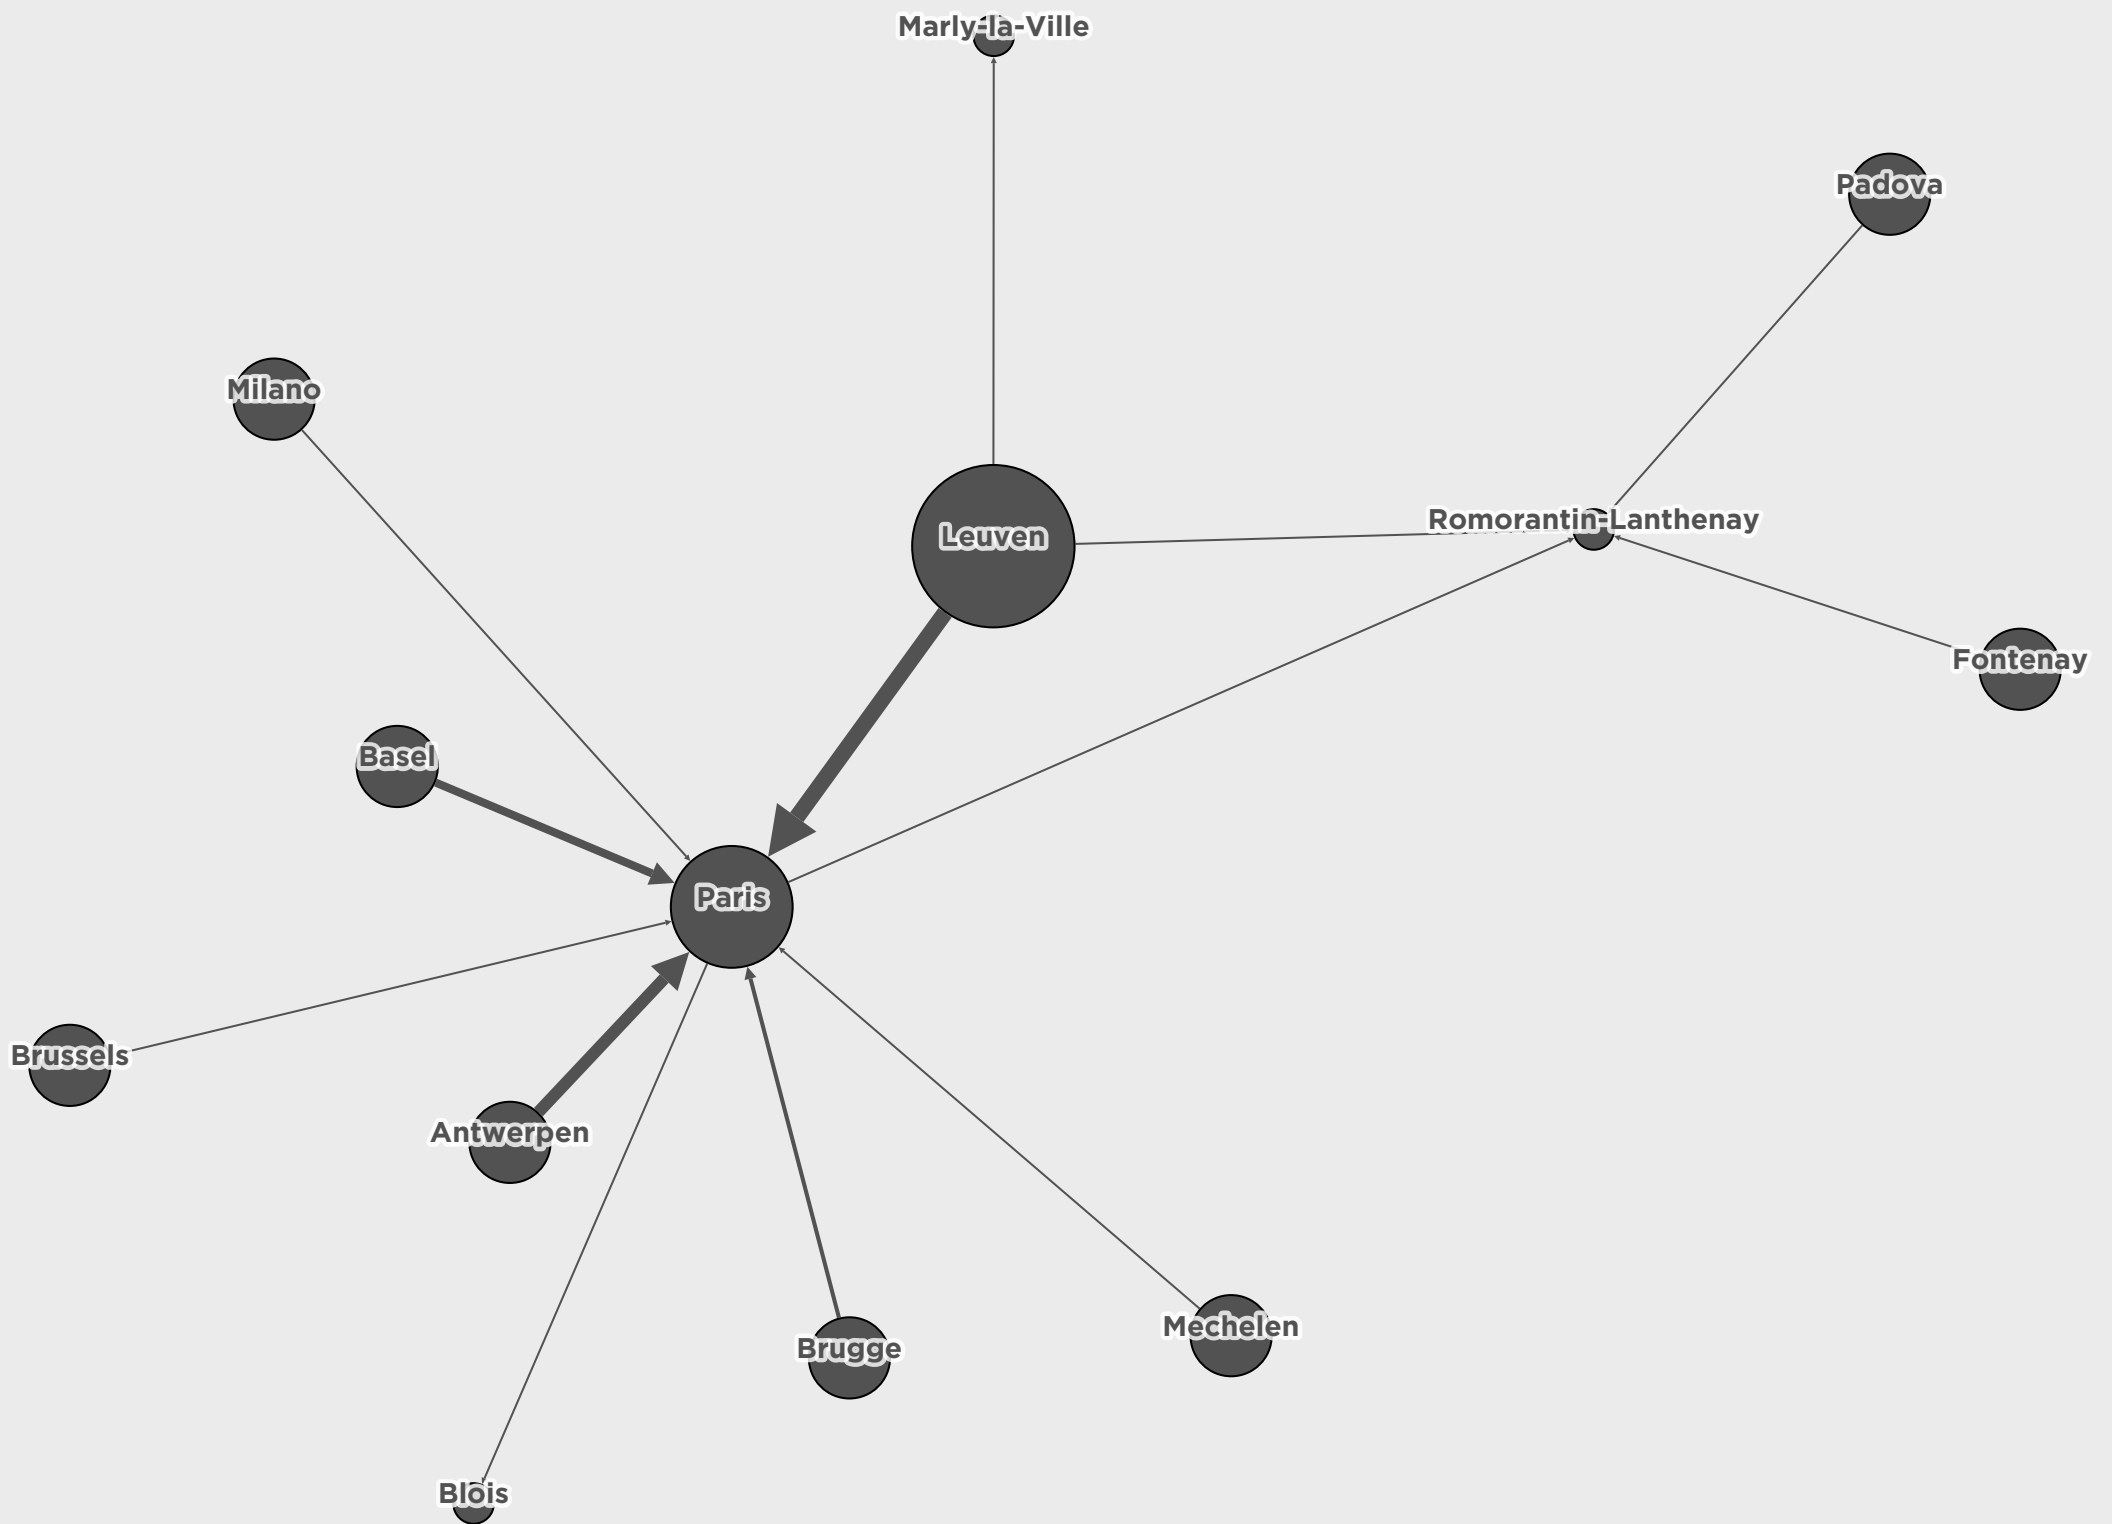 Marly-la-Ville
Padova
Milano
Romorantin-Lanthenay
Leuven
Fontenay
Basel
Paris
Brussels
Antwerpen
Mechelen
Brugge
Blois